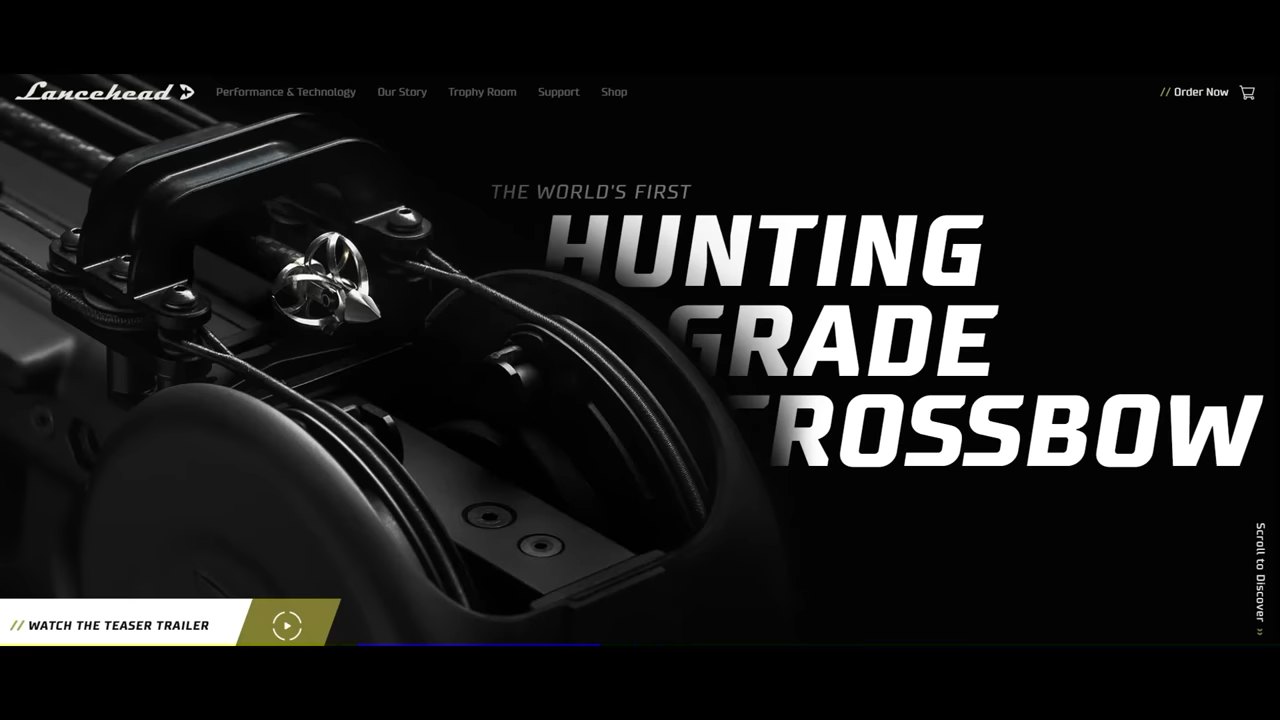 Lancehead
Performance & Technology
Our Story
Trophy Room
Support
Shop
// Order Now
THE WORLD'S FIRST
HUNTING
GRADE
CROSSBOW
Scroll to Discover »
// WATCH THE TEASER TRAILER